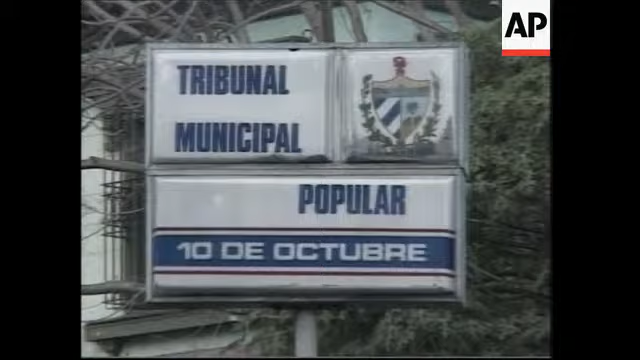 AP
TRIBUNAL
MUNICIPAL
POPULAR
10 DE OCTUBRE